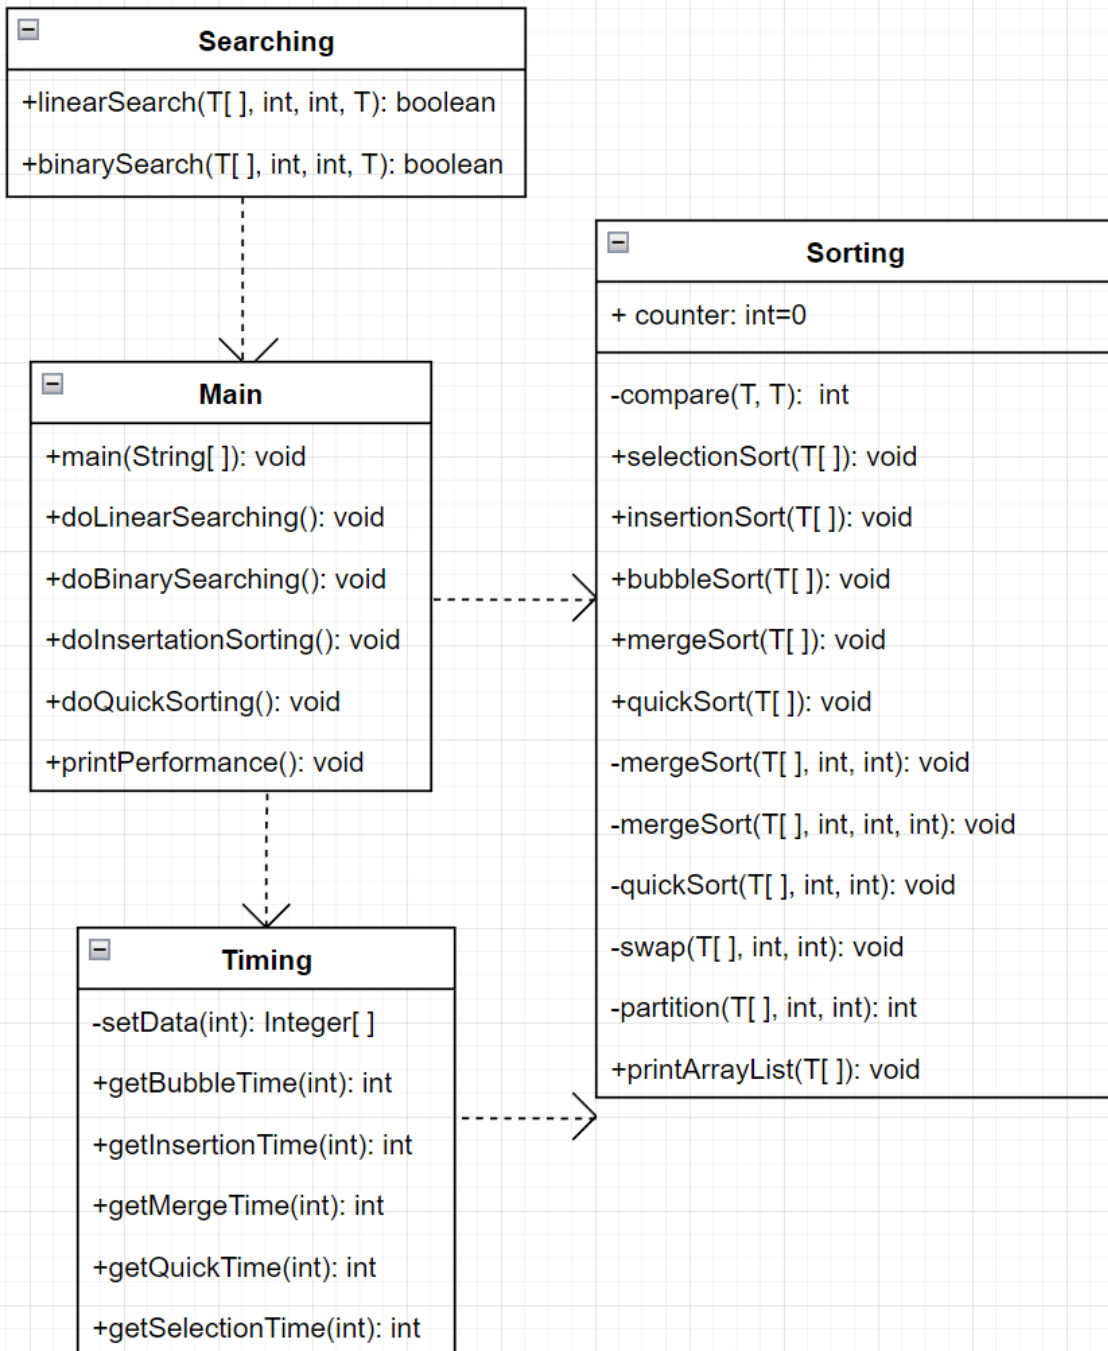 Searching
+linearSearch(T[ ], int, int, T): boolean
+binarySearch(T[ ], int, int, T): boolean
Main
+main(String[ ]): void
+doLinearSearching(): void
+doBinarySearching(): void
+doInsertationSorting(): void
+doQuickSorting(): void
+printPerformance(): void
Sorting
+ counter: int=0
-compare(T, T):  int
+selectionSort(T[ ]): void
+insertionSort(T[ ]): void
+bubbleSort(T[ ]): void
+mergeSort(T[ ]): void
+quickSort(T[ ]): void
-mergeSort(T[ ], int, int): void
-mergeSort(T[ ], int, int, int): void
-quickSort(T[ ], int, int): void
-swap(T[ ], int, int): void
-partition(T[ ], int, int): int
+printArrayList(T[ ]): void
Timing
-setData(int): Integer[ ]
+getBubbleTime(int): int
+getInsertionTime(int): int
+getMergeTime(int): int
+getQuickTime(int): int
+getSelectionTime(int): int